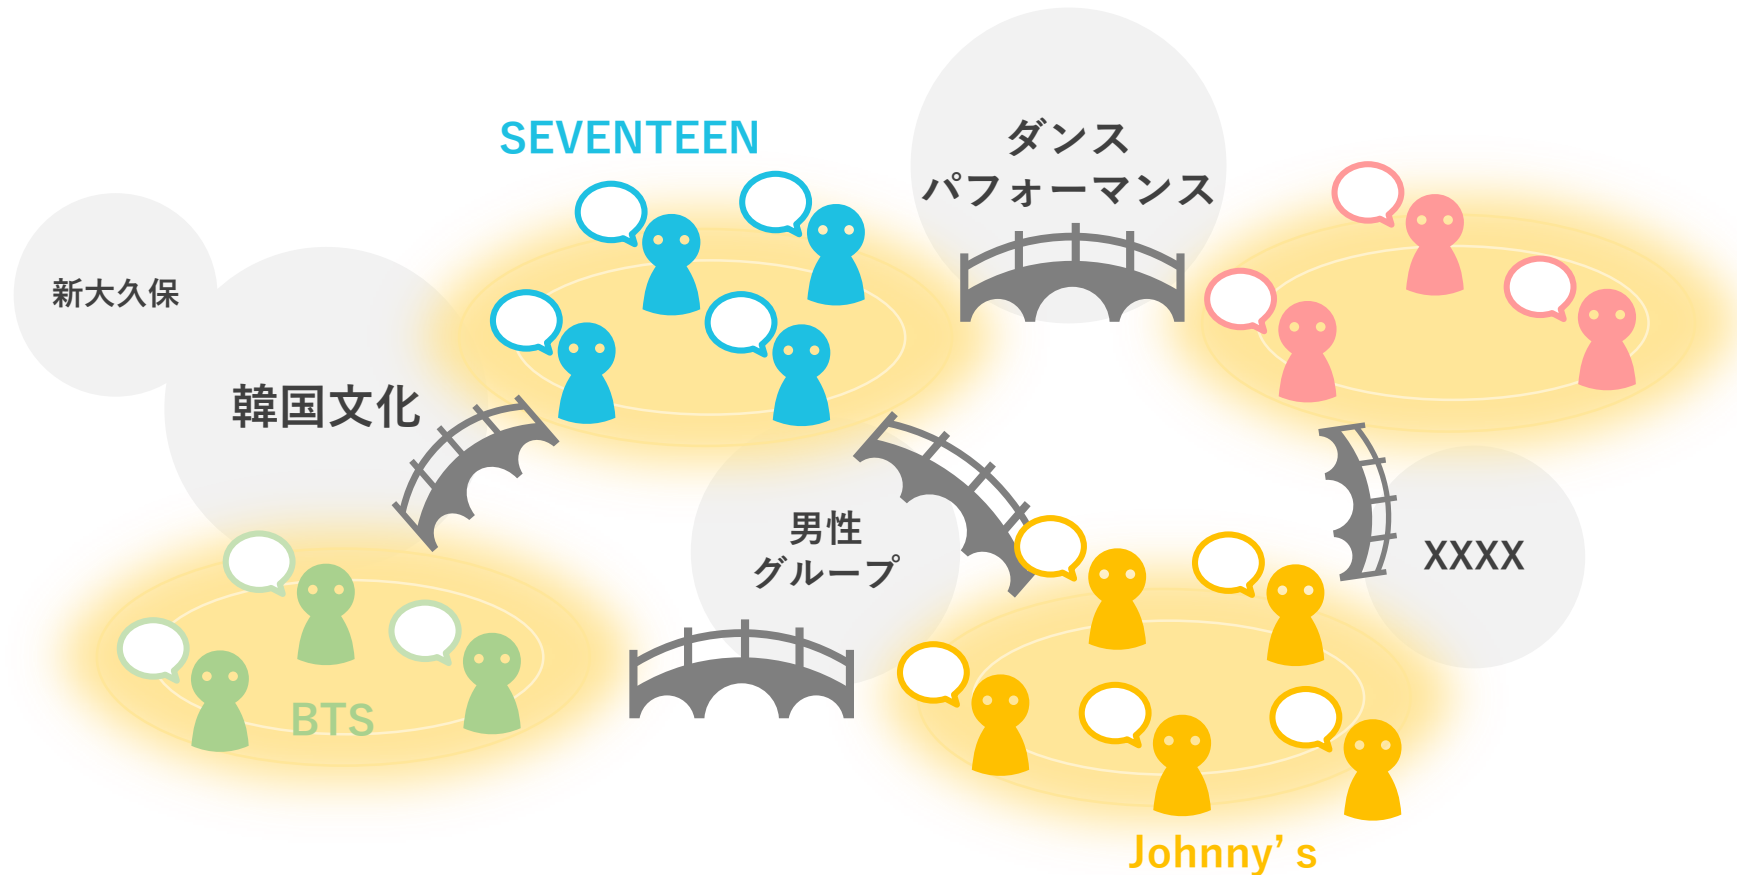 SEVENTEEN
ダンス
パフォーマンス
新大久保
韓国文化
男性
グループ
XXXX
BTS
Johnny’s